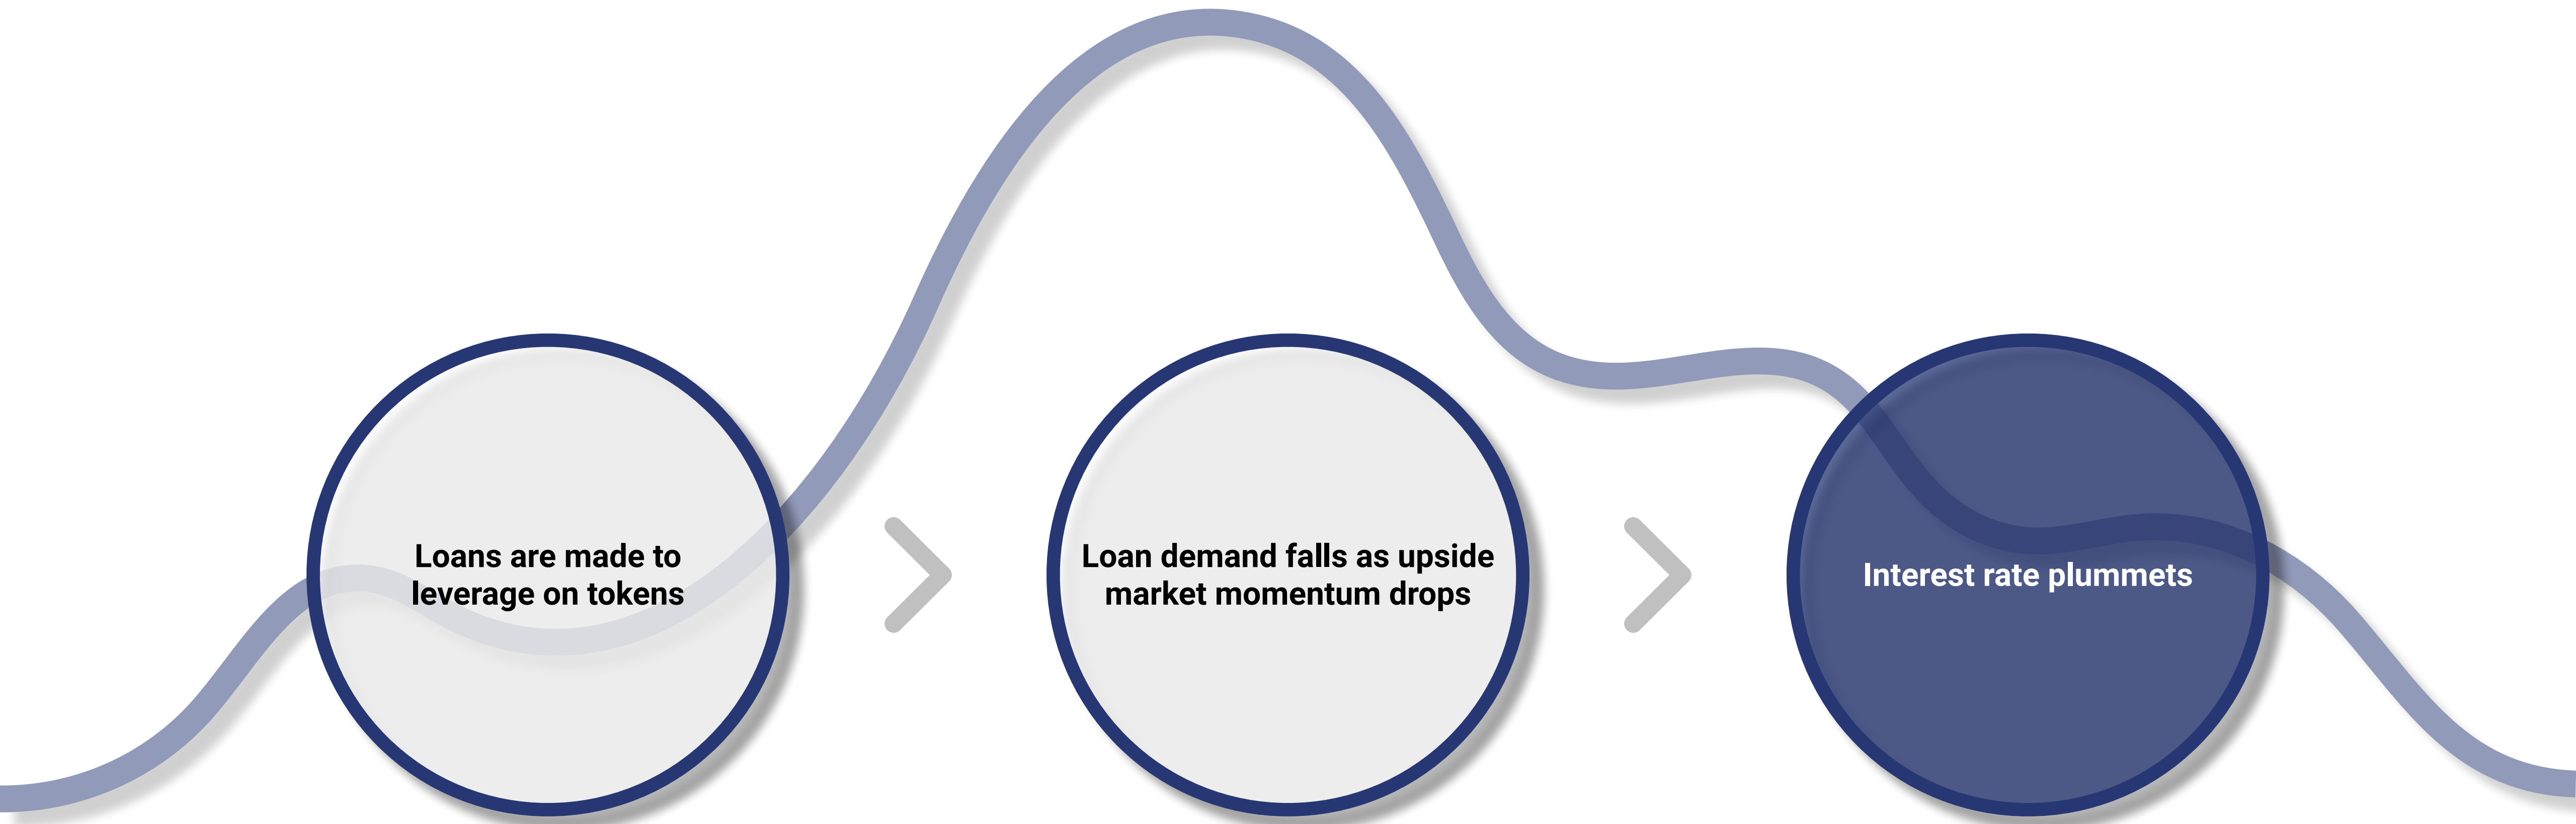 Loans are made to
leverage on tokens
Loan demand falls as upside
market momentum drops
Interest rate plummets